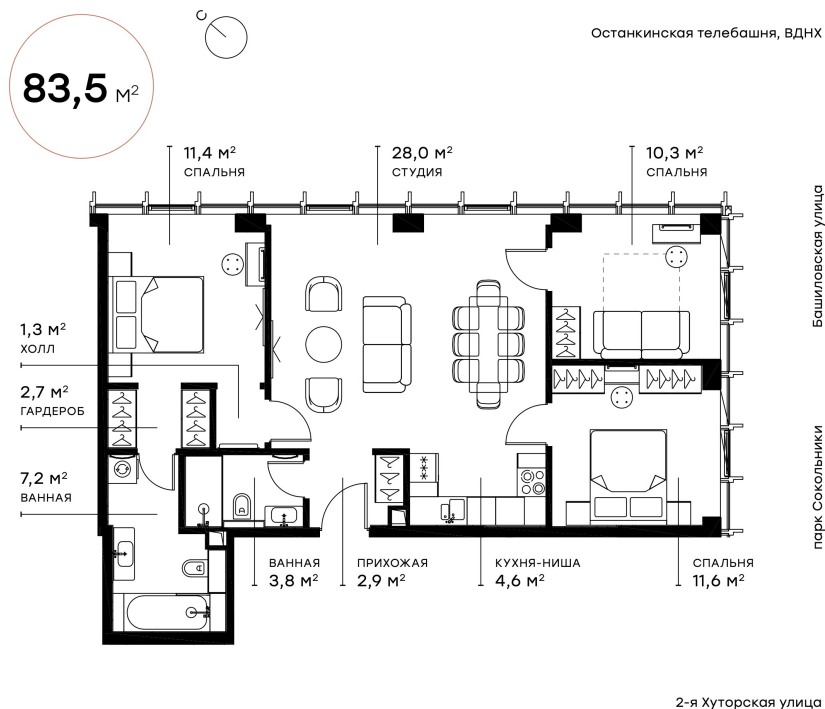 С
Останкинская телебашня, ВДНХ
83,5 м²
11,4 м²
СПАЛЬНЯ
28,0 м²
СТУДИЯ
10,3 м²
СПАЛЬНЯ
Башиловская улица
1,3 м²
ХОЛЛ
2,7 м²
ГАРДЕРОБ
7,2 м²
ВАННАЯ
парк Сокольники
ВАННАЯ
3,8 м²
ПРИХОЖАЯ
2,9 м²
КУХНЯ-НИША
4,6 м²
СПАЛЬНЯ
11,6 м²
2-я Хуторская улица